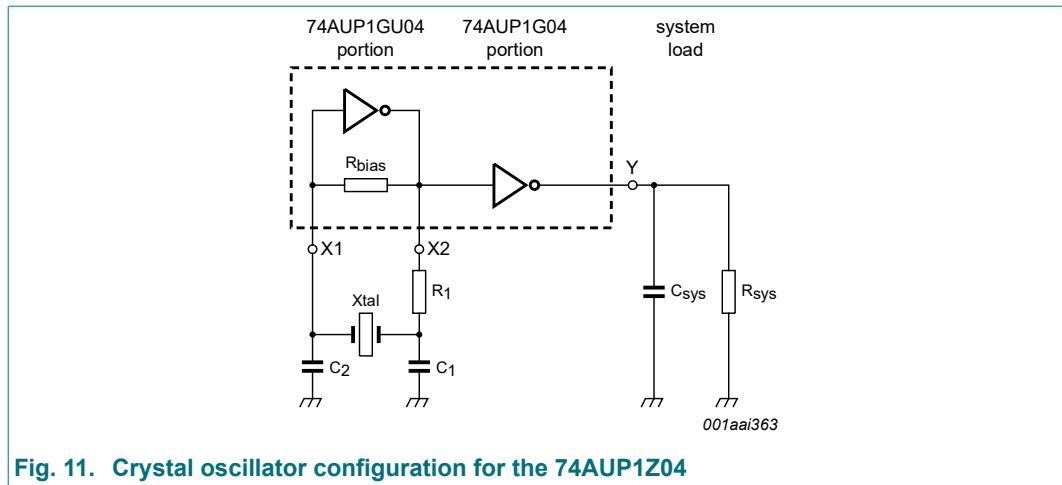 74AUP1GU04
portion
74AUP1G04
portion
system
load
Rbias
Y
X1
X2
R1
Xtal
Csys
Rsys
C2
C1
001aai363
Fig. 11. Crystal oscillator configuration for the 74AUP1Z04